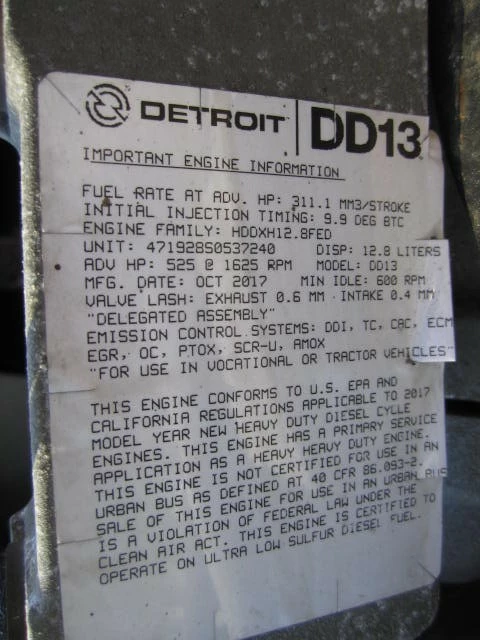 DETROIT DD13
IMPORTANT ENGINE INFORMATION
FUEL RATE AT ADV. HP: 311.1 MM3/STROKE
INITIAL INJECTION TIMING: 9.9 DEG BTC
ENGINE FAMILY: HDDXH12.8FED
UNIT: 471928S0537240 DISP: 12.8 LITERS
ADV HP: 525 @ 1625 RPM MODEL: DD13
MFG. DATE: OCT 2017 MIN IDLE: 600 RPM
VALVE LASH: EXHAUST 0.6 MM INTAKE 0.4 MM
"DELEGATED ASSEMBLY"
EMISSION CONTROL SYSTEMS: DDI, TC, CAC, ECM
EGR, OC, PTOX, SCR-U, AMOX
"FOR USE IN VOCATIONAL OR TRACTOR VEHICLES"
THIS ENGINE CONFORMS TO U.S. EPA AND
CALIFORNIA REGULATIONS APPLICABLE TO 2017
MODEL YEAR NEW HEAVY DUTY DIESEL CYLLE
ENGINES. THIS ENGINE HAS A PRIMARY SERVICE
APPLICATION AS A HEAVY HEAVY DUTY ENGINE.
THIS ENGINE IS NOT CERTIFIED FOR USE IN AN
URBAN BUS AS DEFINED AT 40 CFR 86.093-2.
SALE OF THIS ENGINE FOR USE IN AN URBAN BUS
IS A VIOLATION OF FEDERAL LAW UNDER THE
CLEAN AIR ACT. THIS ENGINE IS CERTIFIED TO
OPERATE ON ULTRA LOW SULFUR DIESEL FUEL.